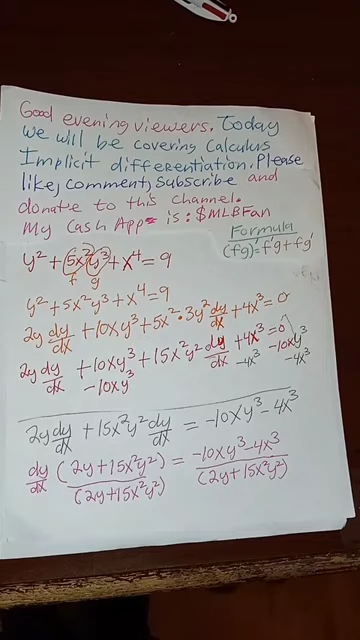 Good evening viewers. Today
we will be covering Calculus
Implicit differentiation. Please
like, comment, Subscribe and
donate to this channel.
My Cash App is: $MLBFan
Formula
(fg)' = f'g + fg'
y² + 5x²y³ + x⁴ = 9
f g
y² + 5x²y³ + x⁴ = 9
2y dy/dx + 10xy³ + 5x² • 3y² dy/dx + 4x³ = 0
2y dy/dx + 10xy³ + 15x²y² dy/dx + 4x³ = 0 -10xy³
-10xy³ -4x³ -4x³
2y dy/dx + 15x²y² dy/dx = -10xy³ - 4x³
dy/dx (2y + 15x²y²) / (2y + 15x²y²) = -10xy³ - 4x³ / (2y + 15x²y²)